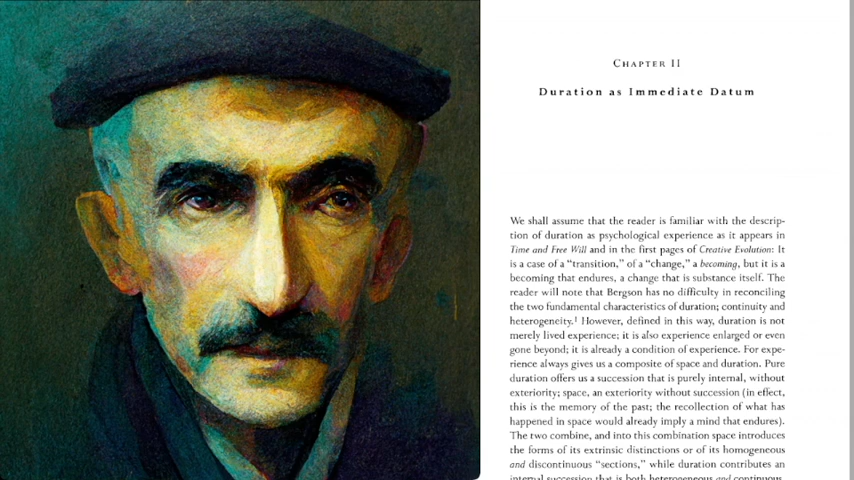 Chapter II
Duration as Immediate Datum
We shall assume that the reader is familiar with the descrip-
tion of duration as psychological experience as it appears in
Time and Free Will and in the first pages of Creative Evolution: It
is a case of a “transition,” of a “change,” a becoming, but it is a
becoming that endures, a change that is substance itself. The
reader will note that Bergson has no difficulty in reconciling
the two fundamental characteristics of duration; continuity and
heterogeneity.¹ However, defined in this way, duration is not
merely lived experience; it is also experience enlarged or even
gone beyond; it is already a condition of experience. For expe-
rience always gives us a composite of space and duration. Pure
duration offers us a succession that is purely internal, without
exteriority; space, an exteriority without succession (in effect,
this is the memory of the past; the recollection of what has
happened in space would already imply a mind that endures).
The two combine, and into this combination space introduces
the forms of its extrinsic distinctions or of its homogeneous
and discontinuous “sections,” while duration contributes an
internal succession that is both heterogeneous and continuous.